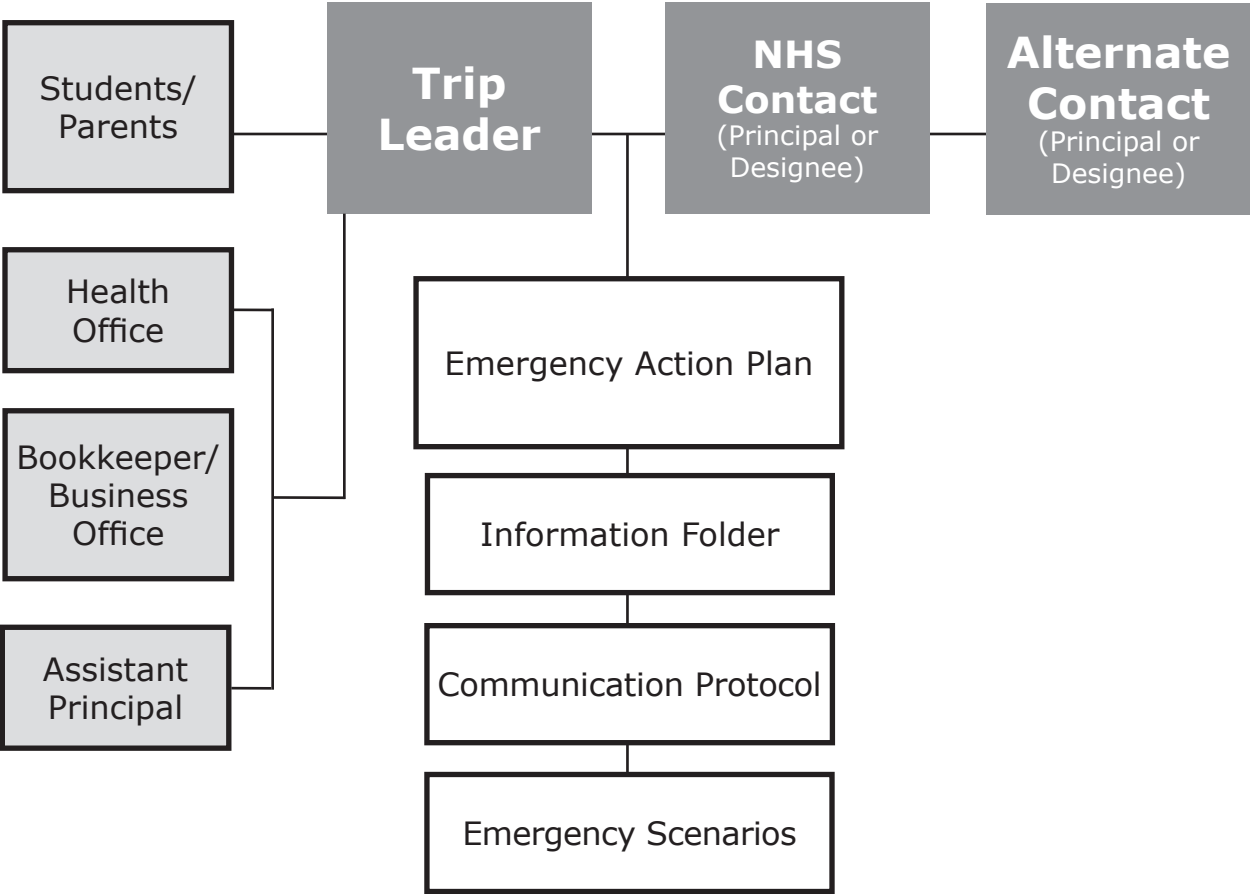 Students/
Parents
Trip
Leader
NHS
Contact
(Principal or
Designee)
Alternate
Contact
(Principal or
Designee)
Health
Office
Bookkeeper/
Business
Office
Assistant
Principal
Emergency Action Plan
Information Folder
Communication Protocol
Emergency Scenarios